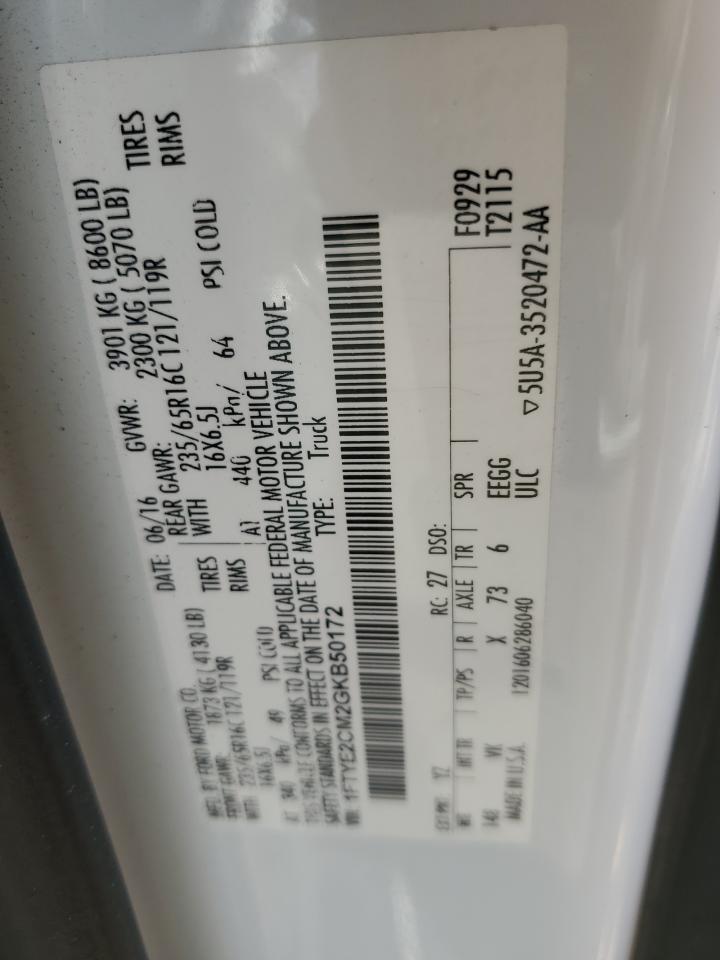 MFD. BY FORD MOTOR CO.
DATE: 06/16 GVWR: 3901 KG ( 8600 LB)
FRONT GAWR: 1873 KG ( 4130 LB) REAR GAWR: 2300 KG ( 5070 LB)
WITH 235/65R16C 121/119R TIRES WITH 235/65R16C 121/119R TIRES
16X6.5J RIMS 16X6.5J RIMS
AT 340 kPa/ 49 PSI COLD AT 440 kPa/ 64 PSI COLD
THIS VEHICLE CONFORMS TO ALL APPLICABLE FEDERAL MOTOR VEHICLE
SAFETY STANDARDS IN EFFECT ON THE DATE OF MANUFACTURE SHOWN ABOVE.
VIN: 1FTYE2CM2GKB50172 TYPE: Truck
F0929
T2115
EXT PNT: YZ RC: 27 DSO:
WB INT TR TP/PS R AXLE TR SPR
148 VK X 73 6 EEGG
ULC
MADE IN U.S.A. 1201606286040
▽5U5A-3520472-AA